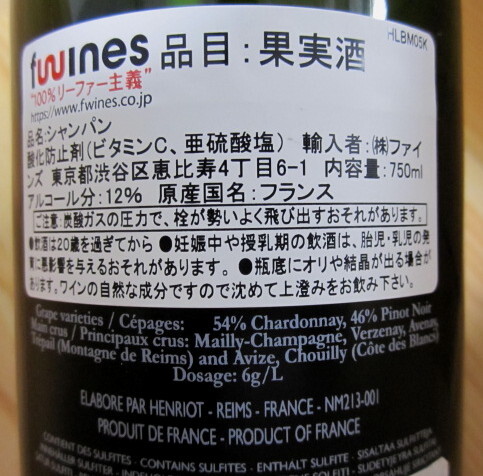 fwines 品目：果実酒
HLBM05K
"100%リーファー主義"
https://www.fwines.co.jp
品名：シャンパン
酸化防止剤（ビタミンC、亜硫酸塩） 輸入者：㈱ファイ
ンズ 東京都渋谷区恵比寿4丁目6-1 内容量：750ml
アルコール分：12% 原産国名：フランス
ご注意：炭酸ガスの圧力で、栓が勢いよく飛び出すおそれがあります。
●飲酒は20歳を過ぎてから ●妊娠中や授乳期の飲酒は、胎児・乳児の発
育に悪影響を与えるおそれがあります。 ●瓶底にオリや結晶が出る場合が
あります。ワインの自然な成分ですので沈めて上澄みをお飲み下さい。
Grape varieties / Cépages: 54% Chardonnay, 46% Pinot Noir
Main crus / Principaux crus: Mailly-Champagne, Verzenay, Avenay,
Trépail (Montagne de Reims) and Avize, Chouilly (Côte des Blancs)
Dosage: 6g/L
ELABORE PAR HENRIOT - REIMS - FRANCE - NM213-001
PRODUIT DE FRANCE - PRODUCT OF FRANCE
CONTENT DES SULFITES - CONTAINS SULFITES - ENTHALT SULFITE - SISALTAA SULFIITTEJA